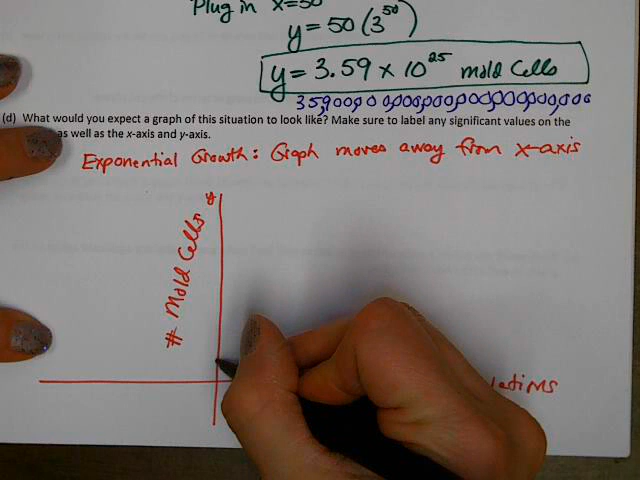 Plug in x=50
y = 50 (3^50)
y = 3.59 x 10^25 mold cells
(d) What would you expect a graph of this situation to look like? Make sure to label any significant values on the
as well as the x-axis and y-axis.
Exponential Growth: Graph moves away from x-axis
y
# Mold Cells